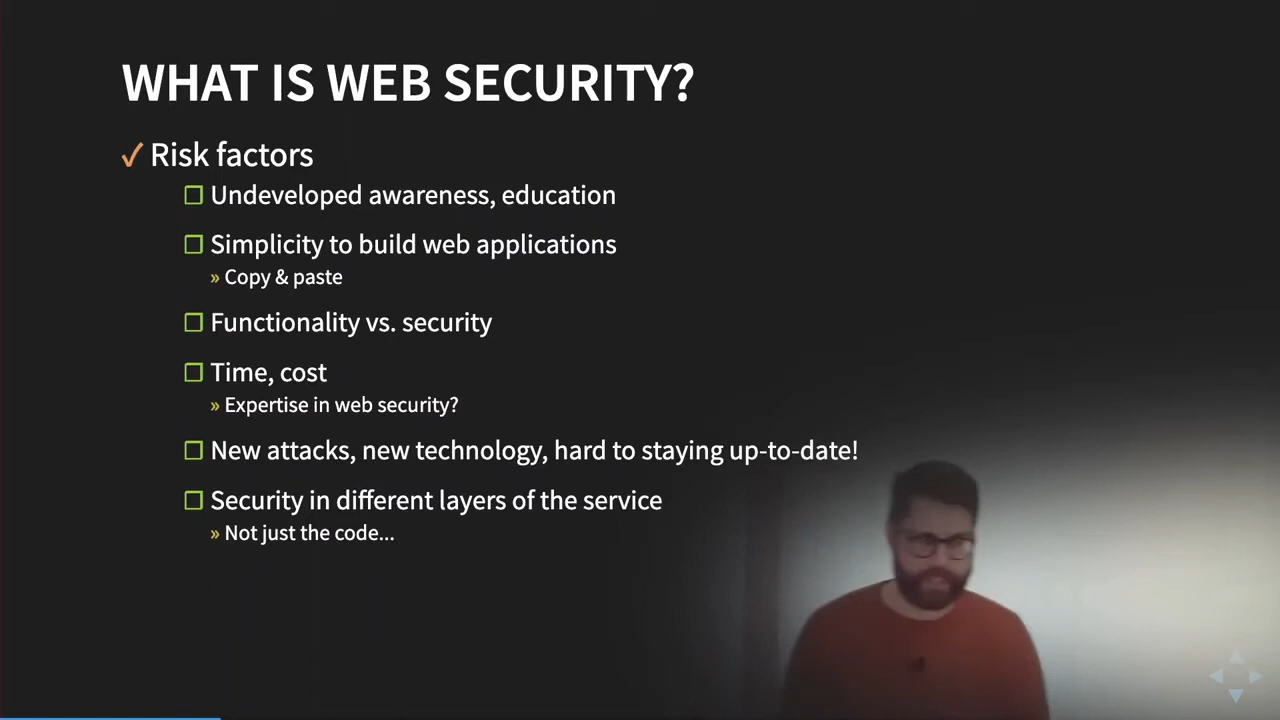 WHAT IS WEB SECURITY?
✓ Risk factors
❒ Undeveloped awareness, education
❒ Simplicity to build web applications
» Copy & paste
❒ Functionality vs. security
❒ Time, cost
» Expertise in web security?
❒ New attacks, new technology, hard to staying up-to-date!
❒ Security in different layers of the service
» Not just the code...